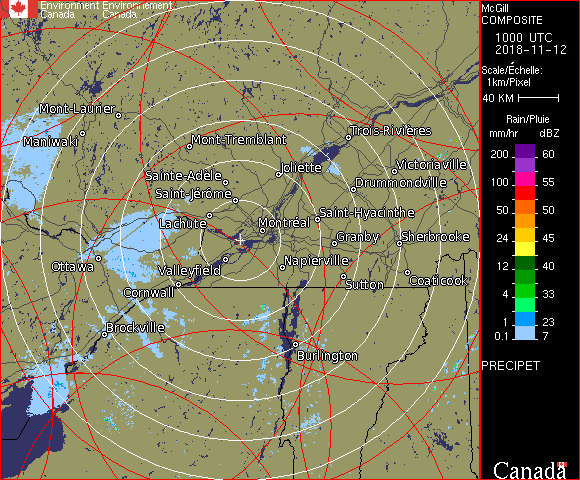 Environment Environnement
Canada Canada
McGill
COMPOSITE
1000 UTC
2018-11-12
Scale/Échelle:
1km/Pixel
40 KM
Rain/Pluie
mm/hr dBZ
200 60
100 55
50 50
24 45
12 40
4 33
1 23
0.1 7
PRECIPET
Canada
Mont-Laurier
Maniwaki
Mont-Tremblant
Trois-Rivières
Sainte-Adèle
Joliette
Victoriaville
Saint-Jérôme
Drummondville
Lachute
Montréal
Saint-Hyacinthe
Ottawa
Granby
Sherbrooke
Valleyfield
Napierville
Cornwall
Sutton
Coaticook
Brockville
Burlington